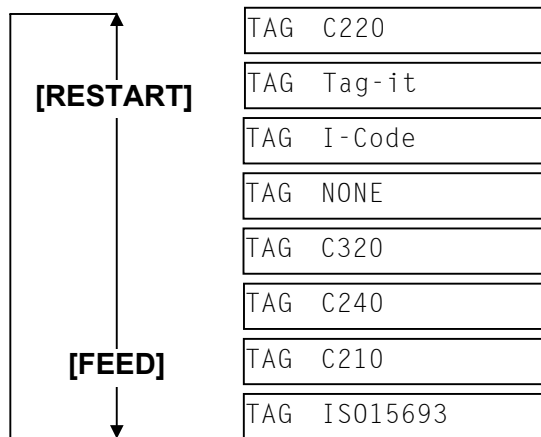 TAG C220
TAG Tag-it
[RESTART]
TAG I-Code
TAG NONE
TAG C320
TAG C240
[FEED]
TAG C210
TAG ISO15693